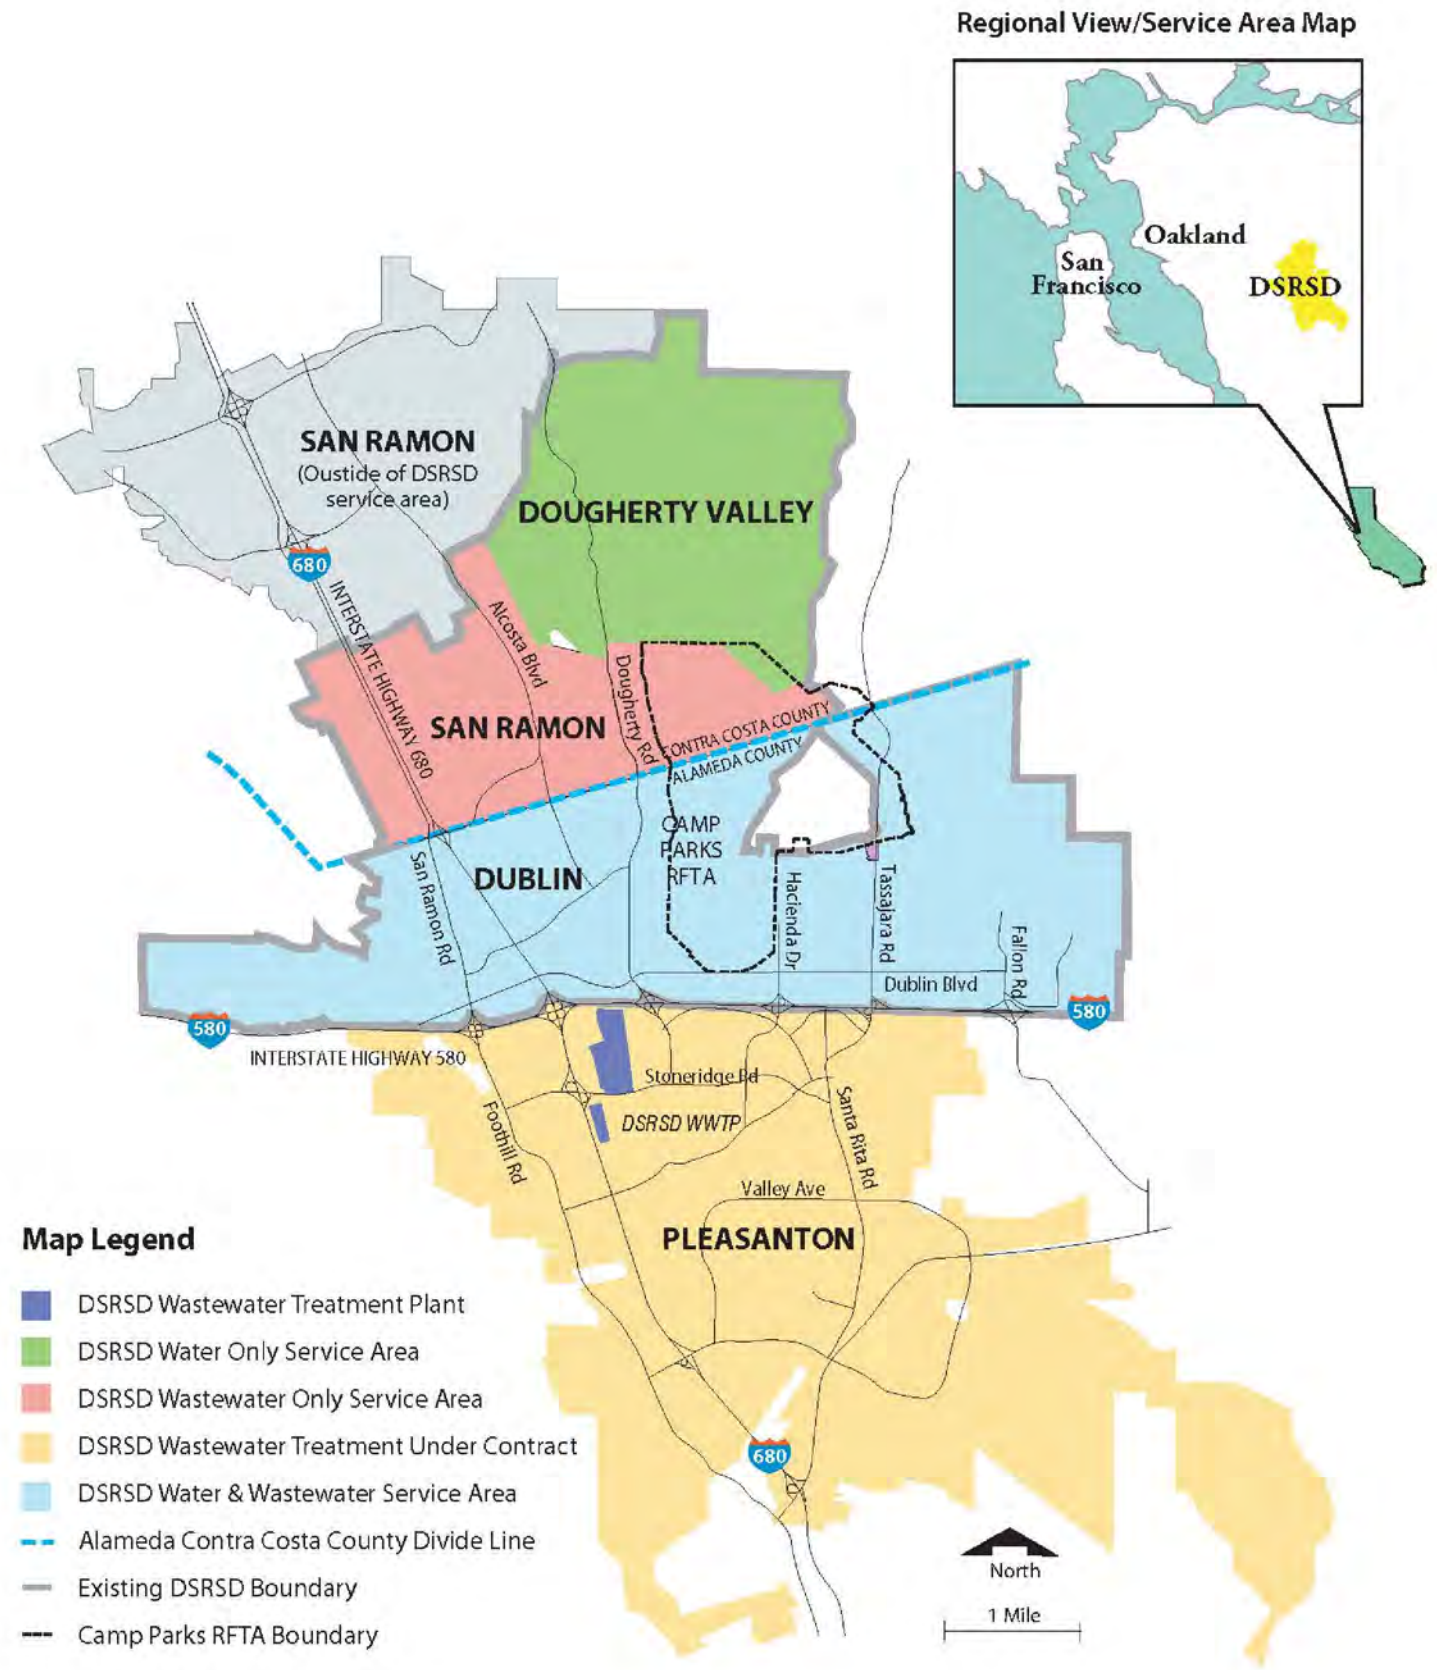 Regional View/Service Area Map
Oakland
San
Francisco
DSRSD
SAN RAMON
(Oustide of DSRSD
service area)
DOUGHERTY VALLEY
680
INTERSTATE HIGHWAY 680
Alcosta Blvd
Dougherty Rd
SAN RAMON
CONTRA COSTA COUNTY
ALAMEDA COUNTY
CAMP
PARKS
RFTA
DUBLIN
San Ramon Rd
Hacienda Dr
Tassajara Rd
Fallon Rd
Dublin Blvd
580
580
INTERSTATE HIGHWAY 580
Stoneridge Rd
DSRSD WWTP
Foothill Rd
Santa Rita Rd
Valley Ave
PLEASANTON
680
Map Legend
DSRSD Wastewater Treatment Plant
DSRSD Water Only Service Area
DSRSD Wastewater Only Service Area
DSRSD Wastewater Treatment Under Contract
DSRSD Water & Wastewater Service Area
Alameda Contra Costa County Divide Line
Existing DSRSD Boundary
Camp Parks RFTA Boundary
North
1 Mile